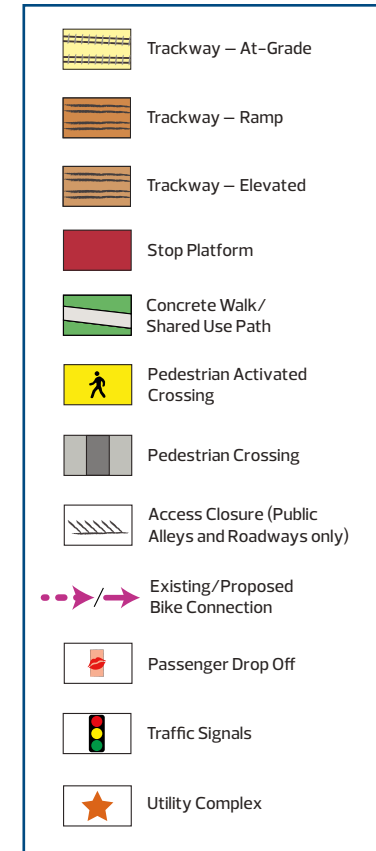 Trackway – At-Grade
Trackway – Ramp
Trackway – Elevated
Stop Platform
Concrete Walk/
Shared Use Path
Pedestrian Activated
Crossing
Pedestrian Crossing
Access Closure (Public
Alleys and Roadways only)
/
Existing/Proposed
Bike Connection
Passenger Drop Off
Traffic Signals
Utility Complex